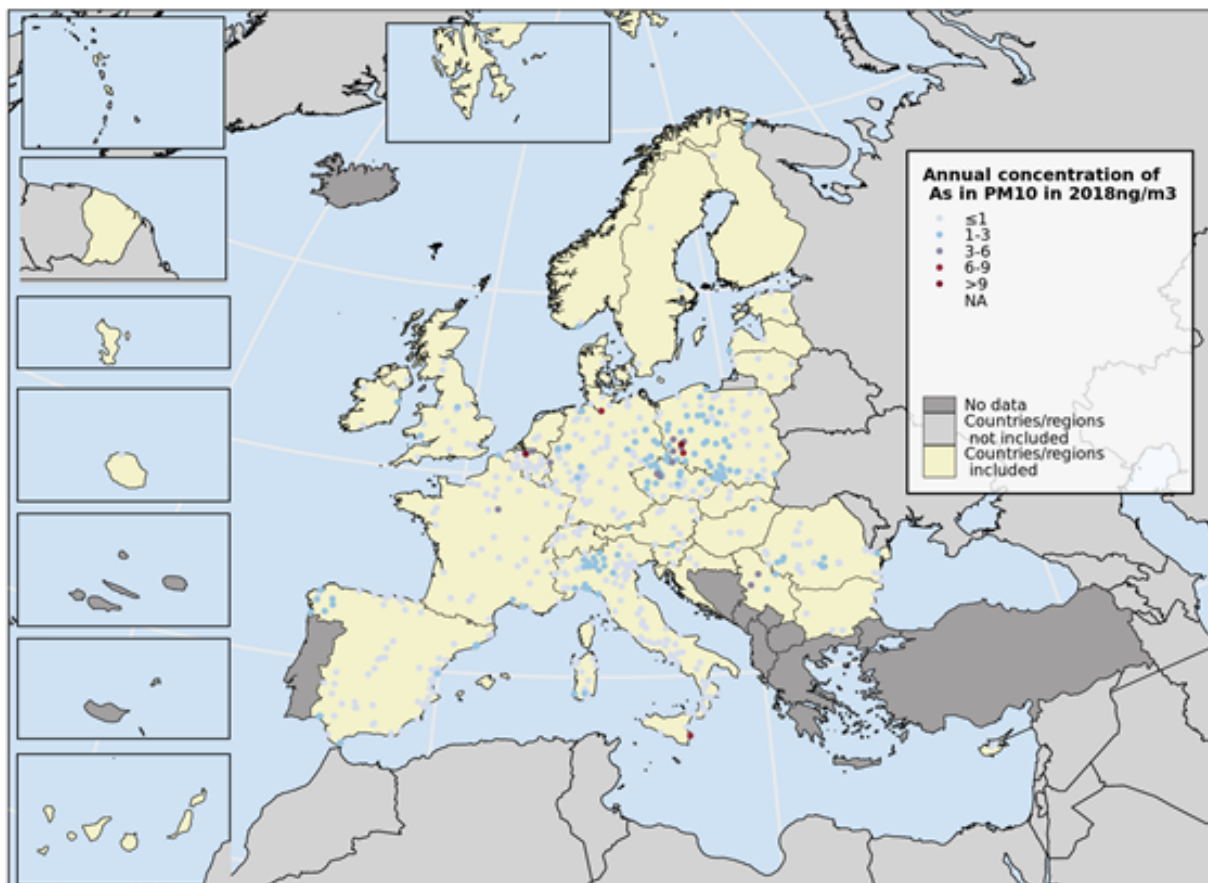 Annual concentration of
As in PM10 in 2018ng/m3
≤1
1-3
3-6
6-9
>9
NA
No data
Countries/regions
not included
Countries/regions
included